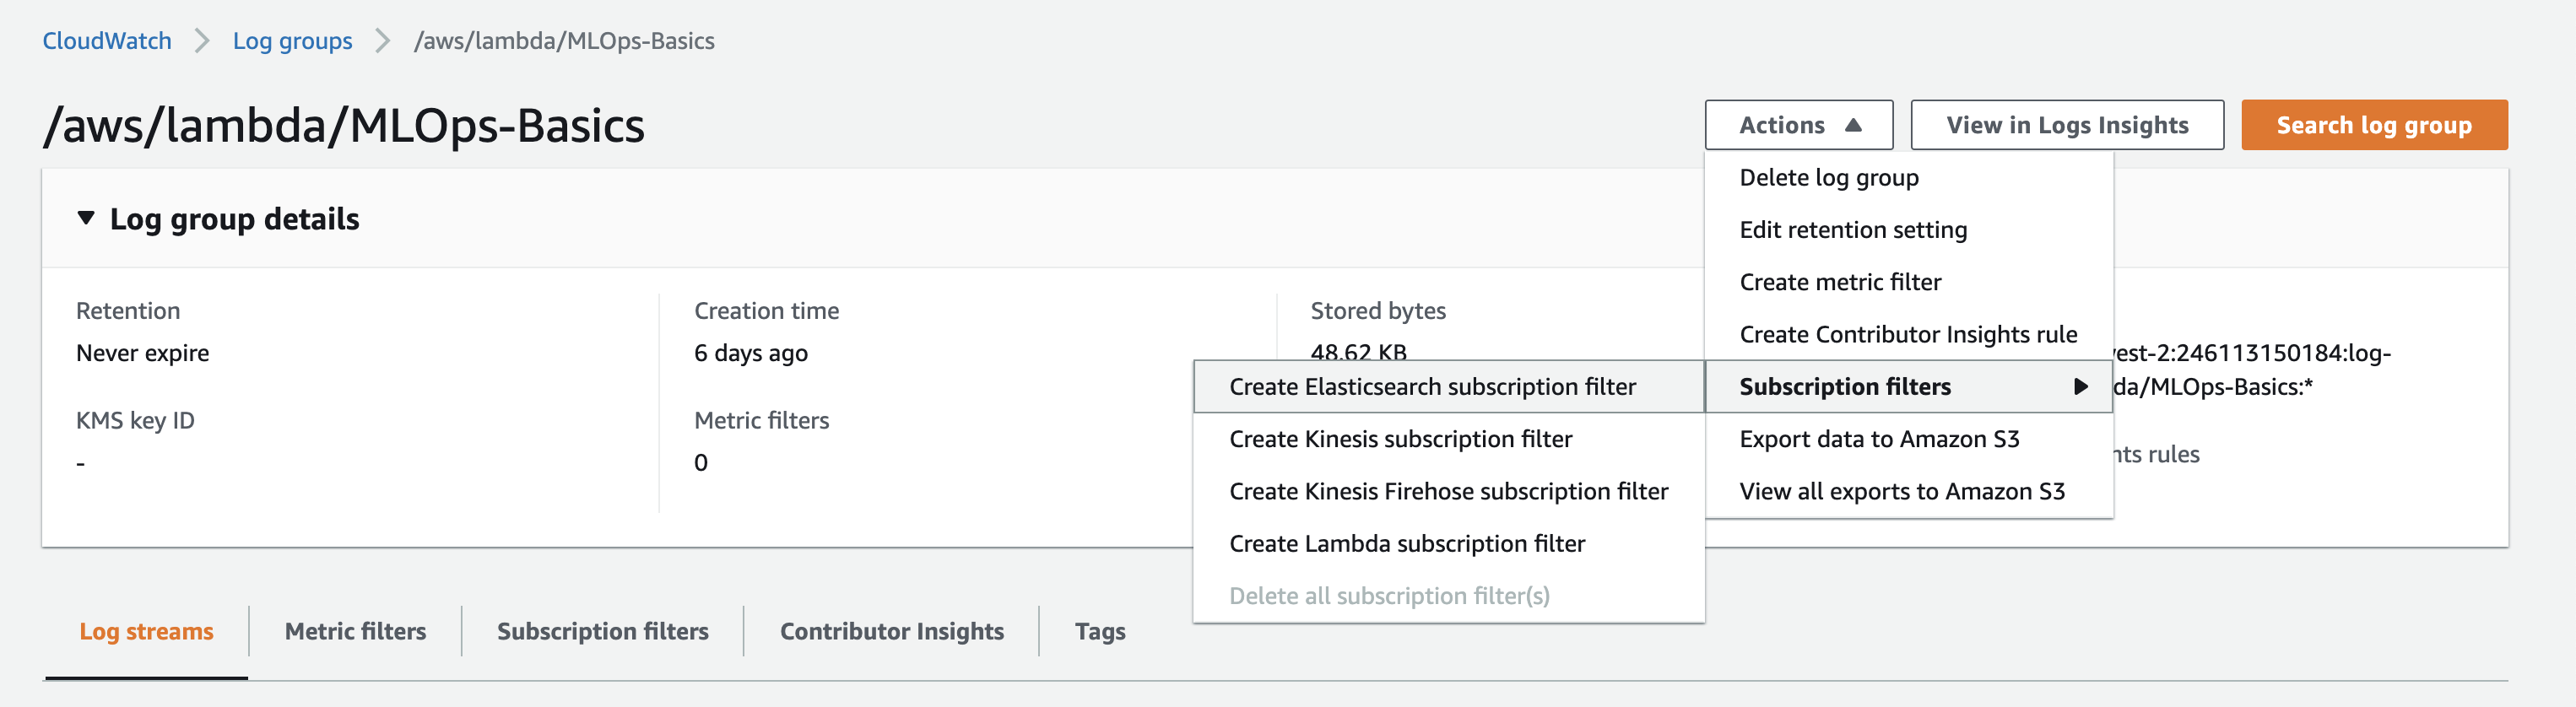 CloudWatch
Log groups
/aws/lambda/MLOps-Basics
/aws/lambda/MLOps-Basics
Actions
View in Logs Insights
Search log group
Delete log group
Edit retention setting
Create metric filter
Create Contributor Insights rule
Subscription filters
Export data to Amazon S3
View all exports to Amazon S3
Create Elasticsearch subscription filter
Create Kinesis subscription filter
Create Kinesis Firehose subscription filter
Create Lambda subscription filter
Delete all subscription filter(s)
Log group details
Retention
Never expire
KMS key ID
-
Creation time
6 days ago
Metric filters
0
Stored bytes
48.62 KB
est-2:246113150184:log-
da/MLOps-Basics:*
nts rules
Log streams
Metric filters
Subscription filters
Contributor Insights
Tags